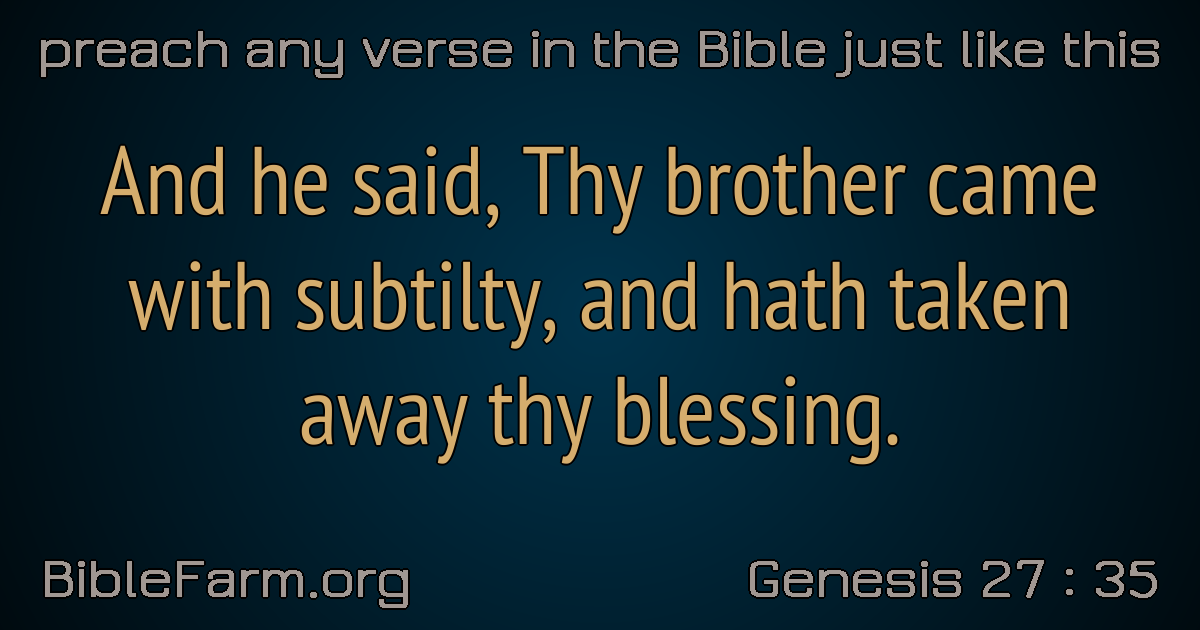 preach any verse in the Bible just like this
And he said, Thy brother came
with subtilty, and hath taken
away thy blessing.
BibleFarm.org
Genesis 27 : 35